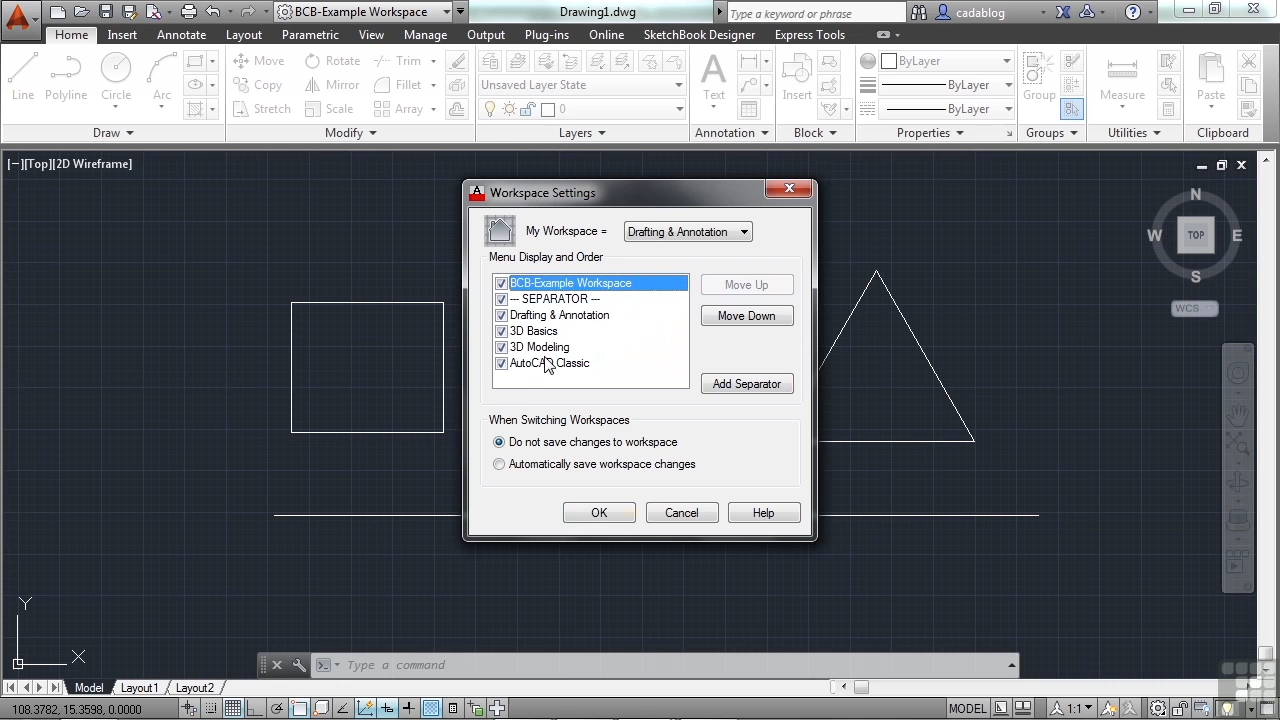 BCB-Example Workspace
Drawing1.dwg
Type a keyword or phrase
cadablog
Home Insert Annotate Layout Parametric View Manage Output Plug-ins Online SketchBook Designer Express Tools
Line Polyline Circle Arc
Move Rotate Trim
Copy Mirror Fillet
Stretch Scale Array
Unsaved Layer State
0
Text
Insert
ByLayer
ByLayer
ByLayer
Group
Measure
Paste
Draw Modify Layers Annotation Block Properties Groups Utilities Clipboard
[−][Top][2D Wireframe]
N
W TOP E
S
WCS
Workspace Settings
My Workspace = Drafting & Annotation
Menu Display and Order
BCB-Example Workspace
--- SEPARATOR ---
Drafting & Annotation
3D Basics
3D Modeling
AutoCAD Classic
Move Up
Move Down
Add Separator
When Switching Workspaces
Do not save changes to workspace
Automatically save workspace changes
OK Cancel Help
Y
X
Type a command
Model Layout1 Layout2
108.3782, 15.3598, 0.0000
MODEL
1:1